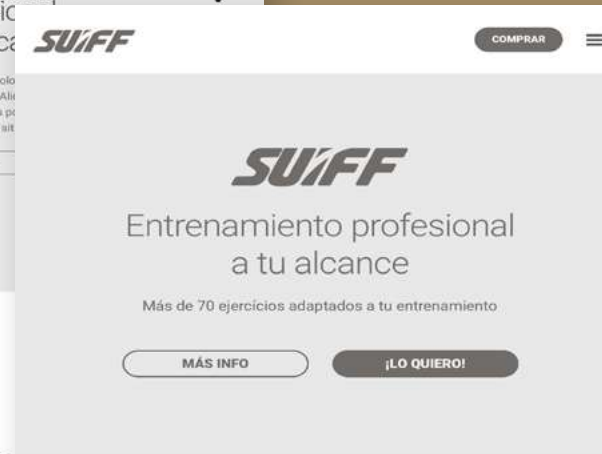 SUIFF
COMPRAR
SUIFF
Entrenamiento profesional
a tu alcance
Más de 70 ejercicios adaptados a tu entrenamiento
MÁS INFO
¡LO QUIERO!